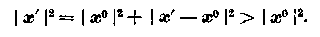 | x′ |² = | x⁰ |² + | x′ − x⁰ |² > | x⁰ |².